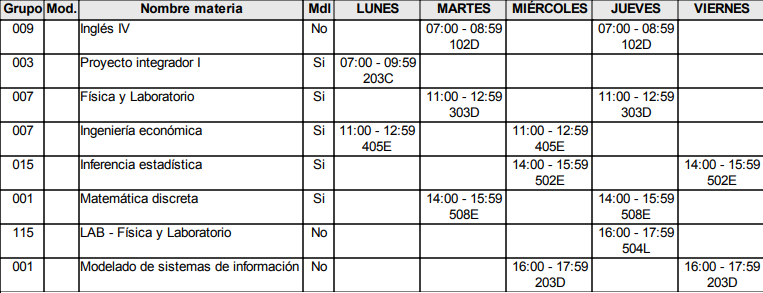 Grupo Mod. Nombre materia Mdl LUNES MARTES MIÉRCOLES JUEVES VIERNES
009 Inglés IV No 07:00 - 08:59 07:00 - 08:59
102D 102D
003 Proyecto integrador I Si 07:00 - 09:59
203C
007 Física y Laboratorio Si 11:00 - 12:59 11:00 - 12:59
303D 303D
007 Ingeniería económica Si 11:00 - 12:59 11:00 - 12:59
405E 405E
015 Inferencia estadística Si 14:00 - 15:59 14:00 - 15:59
502E 502E
001 Matemática discreta Si 14:00 - 15:59 14:00 - 15:59
508E 508E
115 LAB - Física y Laboratorio No 16:00 - 17:59
504L
001 Modelado de sistemas de información No 16:00 - 17:59 16:00 - 17:59
203D 203D